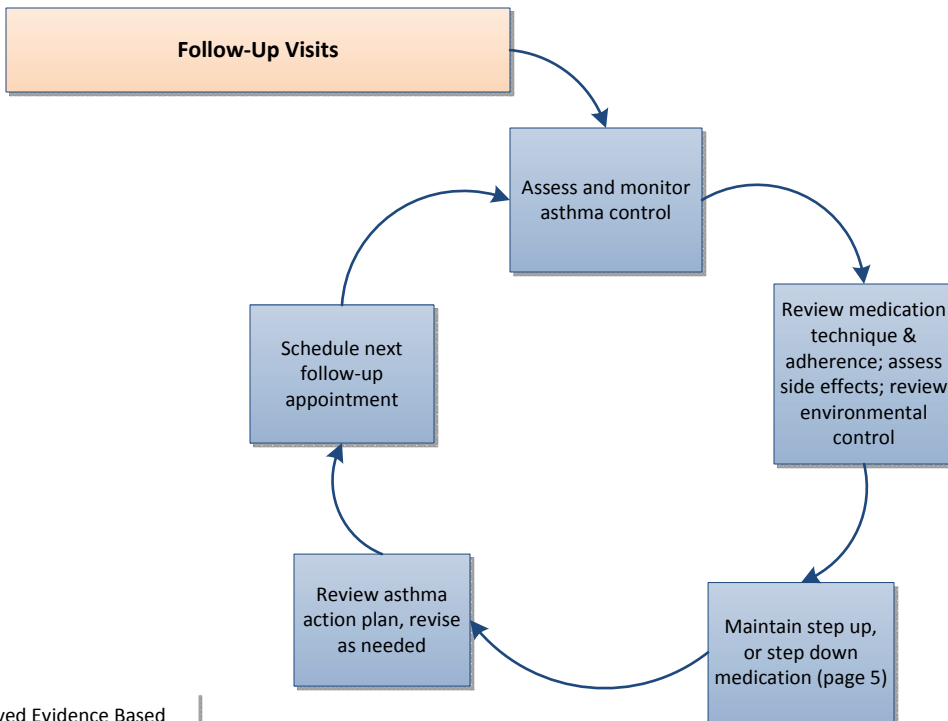 Follow-Up Visits
Assess and monitor
asthma control
Review medication
technique &
adherence; assess
side effects; review
environmental
control
Maintain step up,
or step down
medication (page 5)
Review asthma
action plan, revise
as needed
Schedule next
follow-up
appointment
Evidence Based